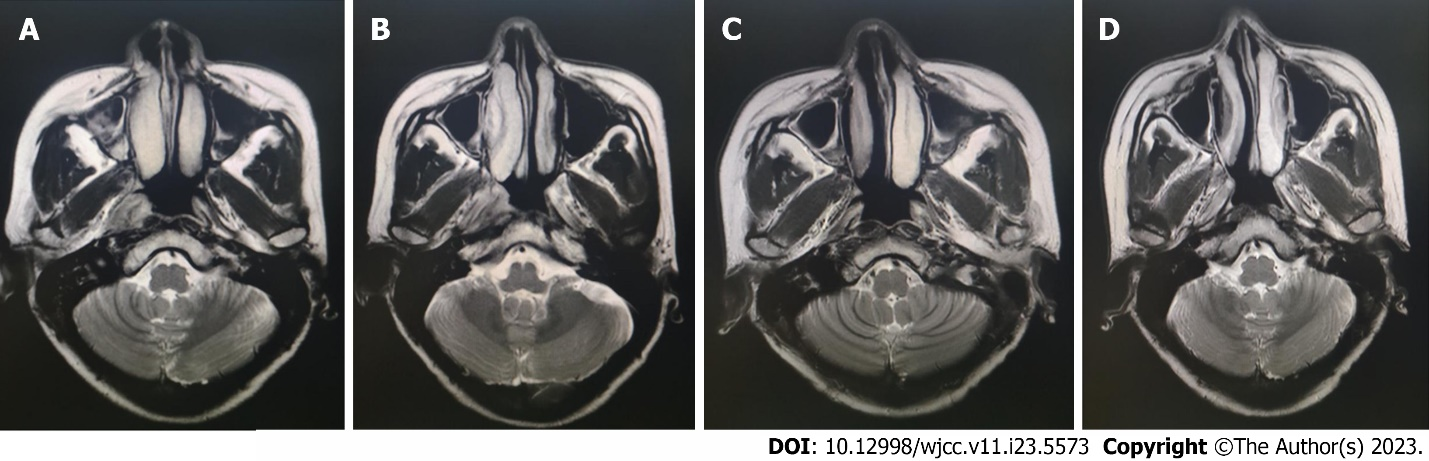 A
B
C
D
DOI: 10.12998/wjcc.v11.i23.5573 Copyright ©The Author(s) 2023.